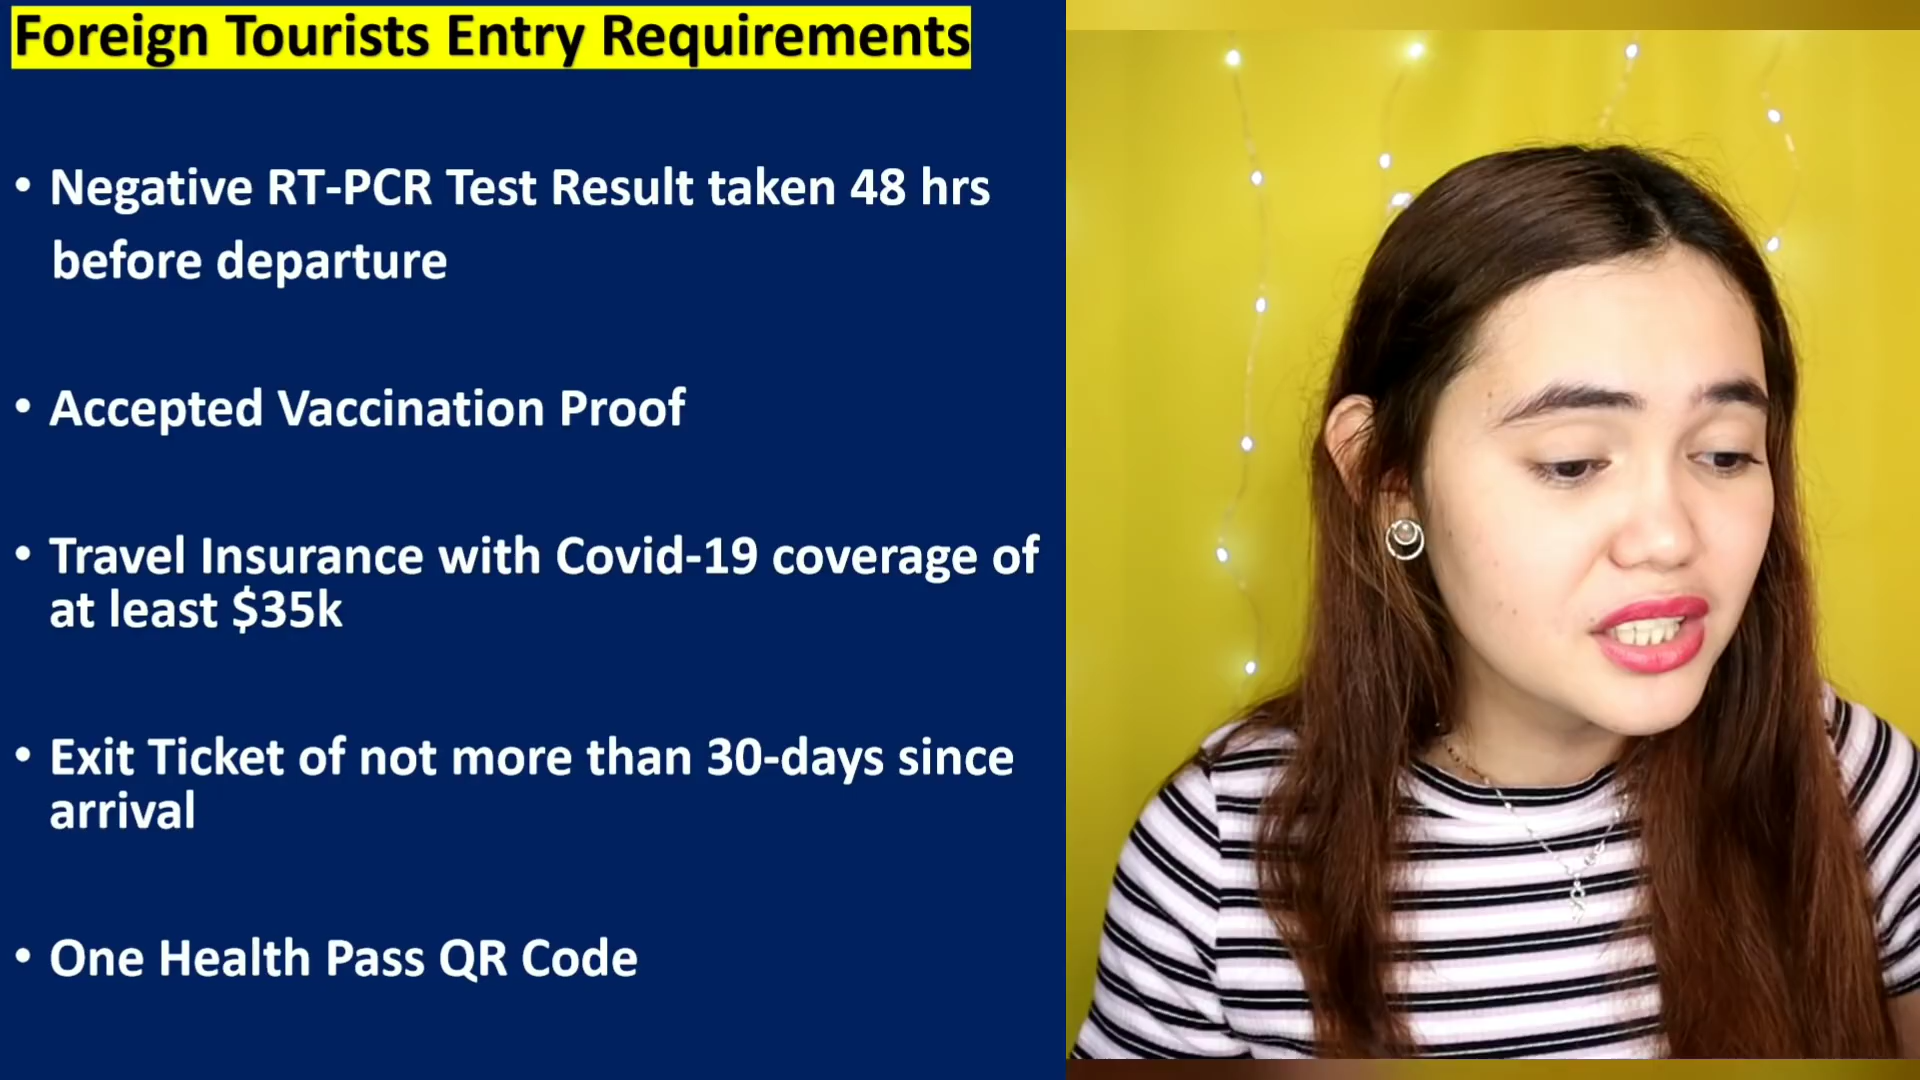 Foreign Tourists Entry Requirements
• Negative RT-PCR Test Result taken 48 hrs
before departure
• Accepted Vaccination Proof
• Travel Insurance with Covid-19 coverage of
at least $35k
• Exit Ticket of not more than 30-days since
arrival
• One Health Pass QR Code